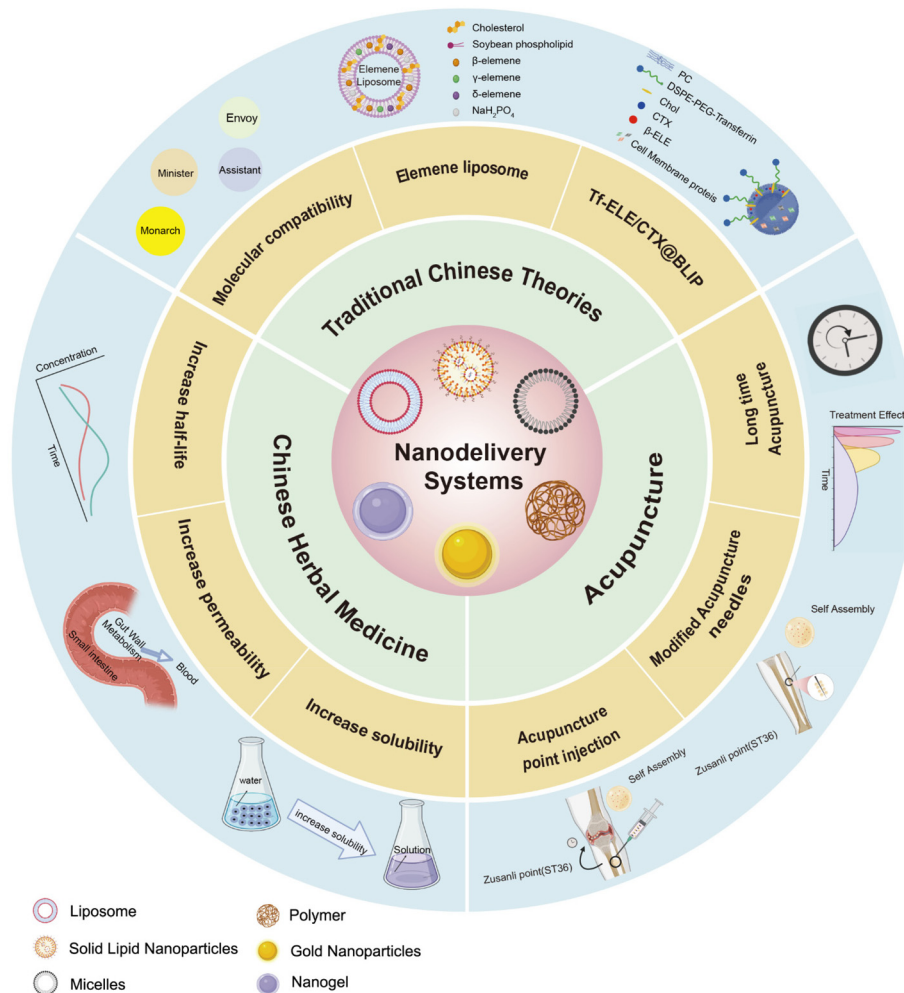 Cholesterol
Soybean phospholipid
β-elemene
γ-elemene
δ-elemene
NaH₂PO₄
Elemene
Liposome
PC
DSPE-PEG-Transferrin
Chol
CTX
β-ELE
Cell Membrane proteis
Envoy
Minister
Assistant
Monarch
Molecular compatibility
Elemene liposome
Tf-ELE/CTX@BLIP
Traditional Chinese Theories
Concentration
Time
Increase half-life
Long time
Acupuncture
Treatment Effect
Time
Nanodelivery
Systems
Chinese Herbal Medicine
Acupuncture
Increase permeability
Modified Acupuncture
needles
Self Assembly
Zusanli point(ST36)
Small intestine
Gut Wall
Metabolism
Blood
Increase solubility
Acupuncture
point injection
water
increase solubility
Solution
Self Assembly
Zusanli point(ST36)
Liposome
Polymer
Solid Lipid Nanoparticles
Gold Nanoparticles
Micelles
Nanogel